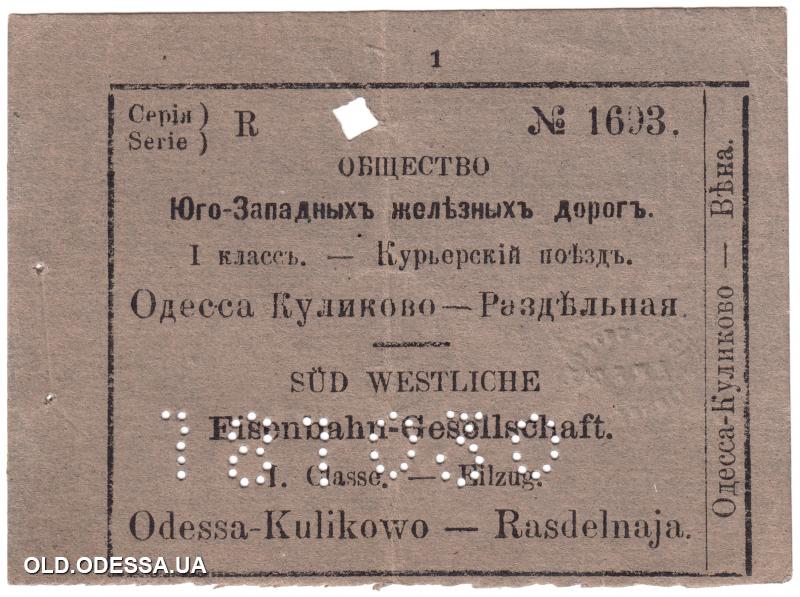 1
Серія ) R № 1693.
Serie )
ОБЩЕСТВО
Юго-Западныхъ желѣзныхъ дорогъ.
I классъ. — Курьерскій поѣздъ.
Одесса Куликово — Раздѣльная.
SÜD WESTLICHE
Eisenbahn-Gesellschaft.
I. Classe. — Eilzug.
Odessa-Kulikowo — Rasdelnaja.
Одесса-Куликово — Вѣна.
OLD.ODESSA.UA